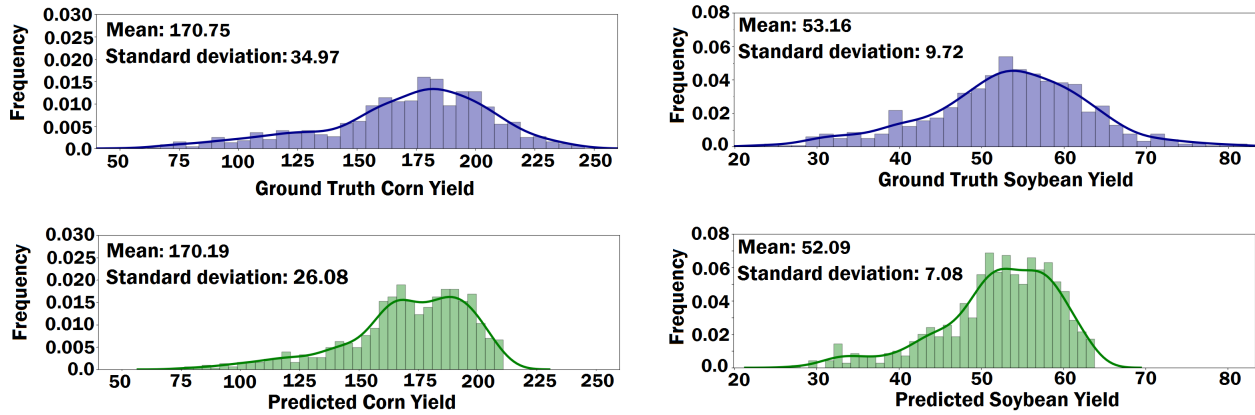 0.030
0.025
0.020
0.015
0.010
0.005
0.0
Frequency
Mean: 170.75
Standard deviation: 34.97
50 75 100 125 150 175 200 225 250
Ground Truth Corn Yield
0.08
0.06
0.04
0.02
0.0
Frequency
Mean: 53.16
Standard deviation: 9.72
20 30 40 50 60 70 80
Ground Truth Soybean Yield
0.030
0.025
0.020
0.015
0.010
0.005
0.000
Frequency
Mean: 170.19
Standard deviation: 26.08
50 75 100 125 150 175 200 225 250
Predicted Corn Yield
0.08
0.06
0.04
0.02
0.0
Frequency
Mean: 52.09
Standard deviation: 7.08
20 30 40 50 60 70 80
Predicted Soybean Yield